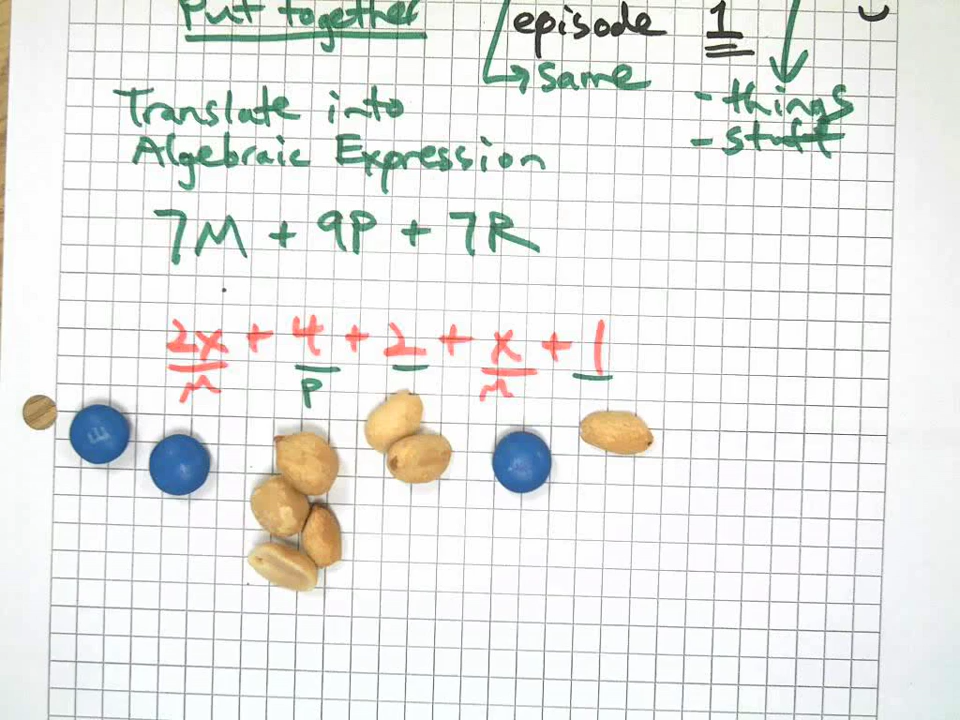 Put together
episode 1
same
- things
- stuff
Translate into
Algebraic Expression
7M + 9P + 7R
2x + 4 + 2 + x + 1
M P M
m